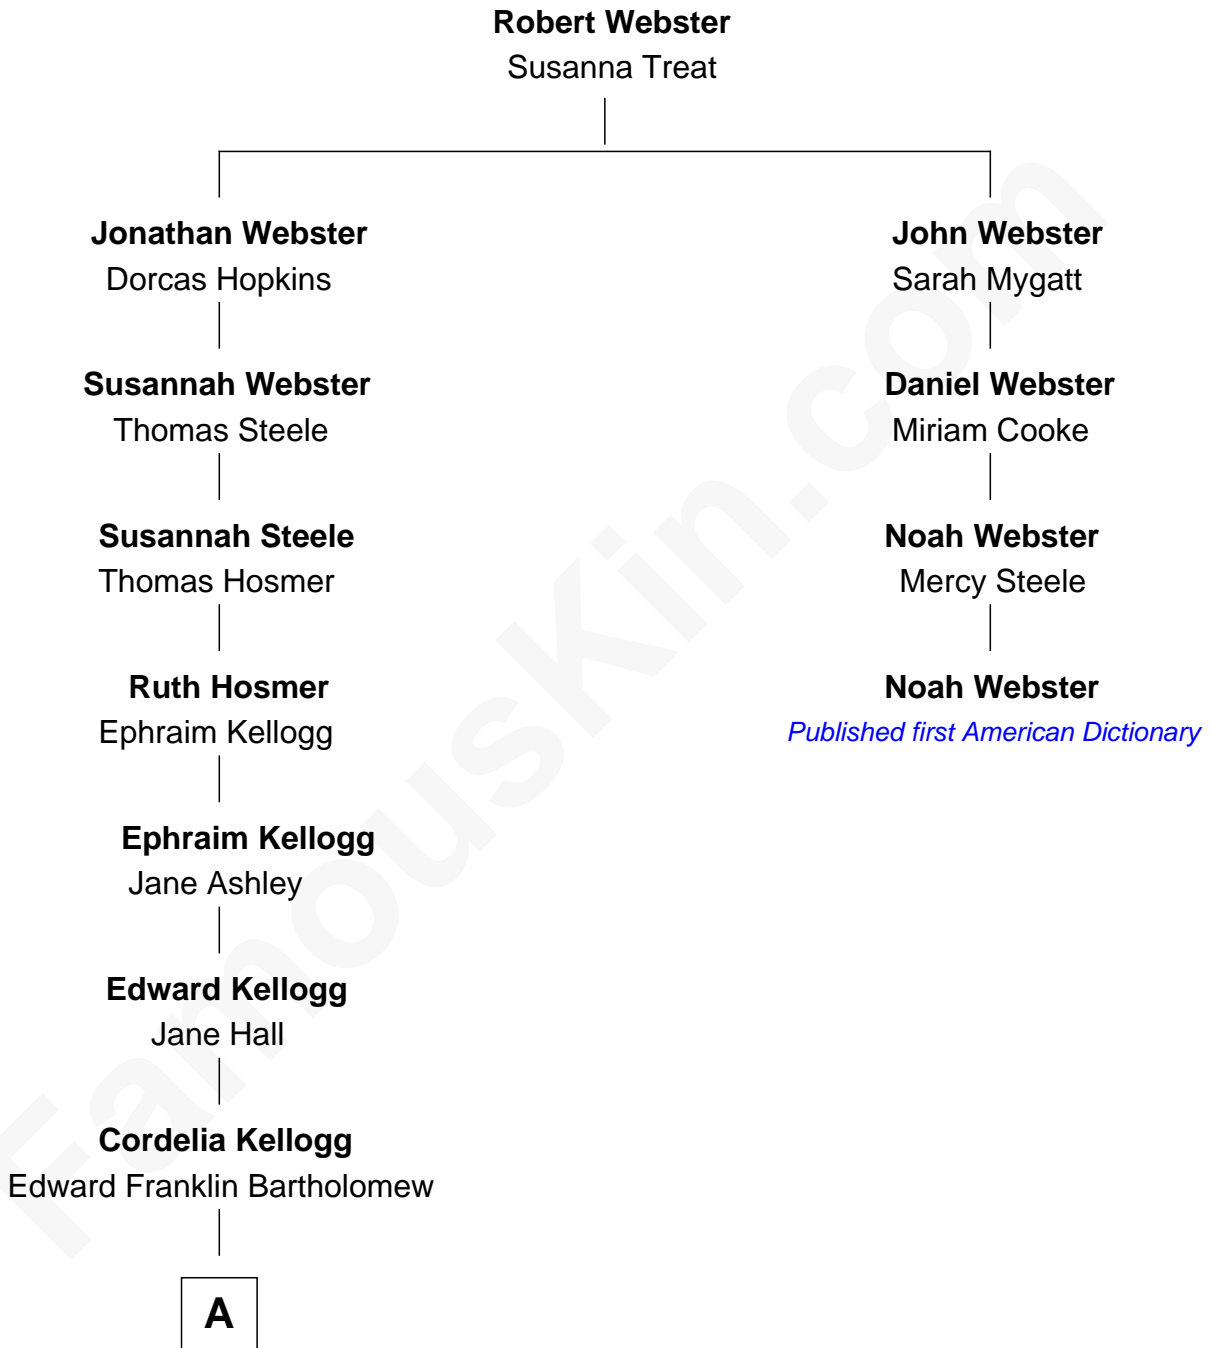 Robert Webster
Susanna Treat
Jonathan Webster
Dorcas Hopkins
John Webster
Sarah Mygatt
Susannah Webster
Thomas Steele
Daniel Webster
Miriam Cooke
Susannah Steele
Thomas Hosmer
Noah Webster
Mercy Steele
Ruth Hosmer
Ephraim Kellogg
Noah Webster
Published first American Dictionary
Ephraim Kellogg
Jane Ashley
Edward Kellogg
Jane Hall
Cordelia Kellogg
Edward Franklin Bartholomew
A
FamousKin.com